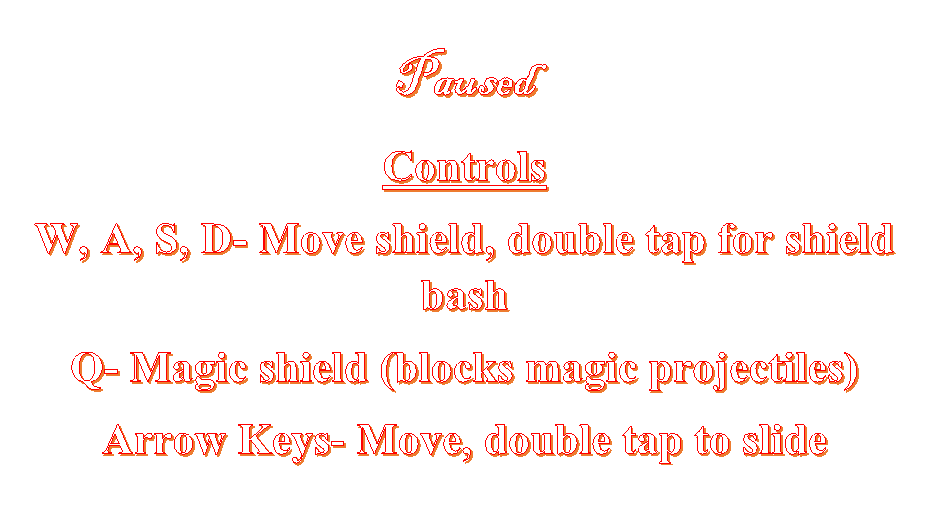 Paused
Controls
W, A, S, D- Move shield, double tap for shield
bash
Q- Magic shield (blocks magic projectiles)
Arrow Keys- Move, double tap to slide